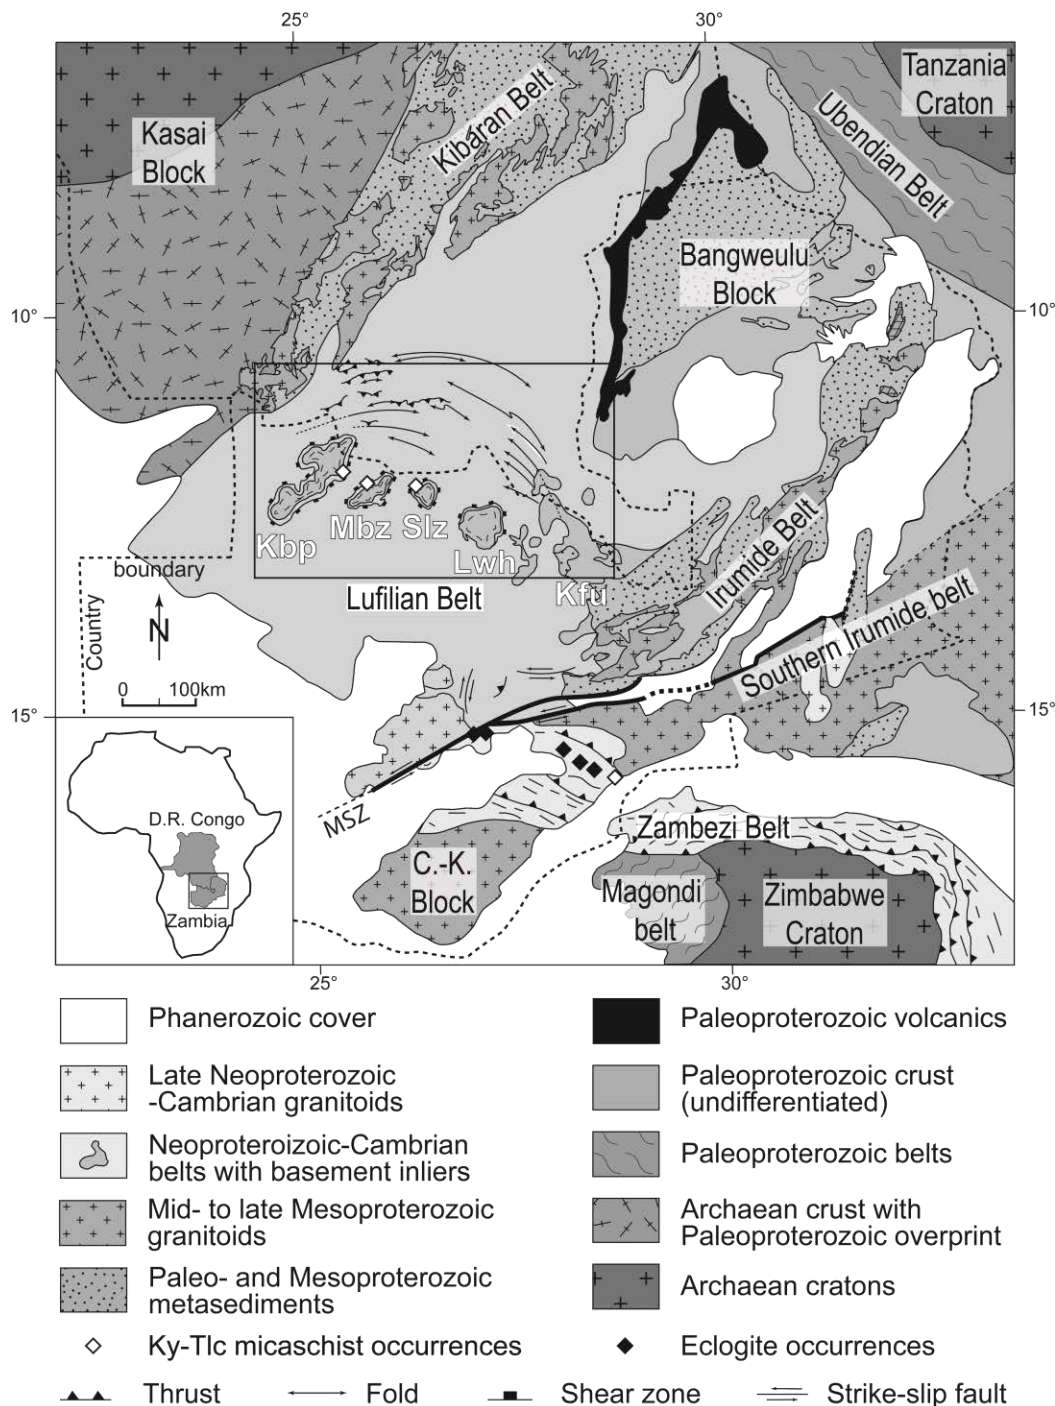 25°
30°
Tanzania
Craton
Kasai
Block
Kibaran Belt
Ubendian Belt
Bangweulu
Block
10°
10°
Kbp
Mbz
Slz
Lwh
Kfu
Lufilian Belt
Irumide Belt
Southern Irumide belt
boundary
Country
N
0
100km
15°
15°
MSZ
D.R. Congo
Zambia
C.-K.
Block
Zambezi Belt
Magondi
belt
Zimbabwe
Craton
25°
30°
Phanerozoic cover
Late Neoproterozoic
-Cambrian granitoids
Neoproteroizoic-Cambrian
belts with basement inliers
Mid- to late Mesoproterozoic
granitoids
Paleo- and Mesoproterozoic
metasediments
Ky-Tlc micaschist occurrences
Paleoproterozoic volcanics
Paleoproterozoic crust
(undifferentiated)
Paleoproterozoic belts
Archaean crust with
Paleoproterozoic overprint
Archaean cratons
Eclogite occurrences
Thrust
Fold
Shear zone
Strike-slip fault